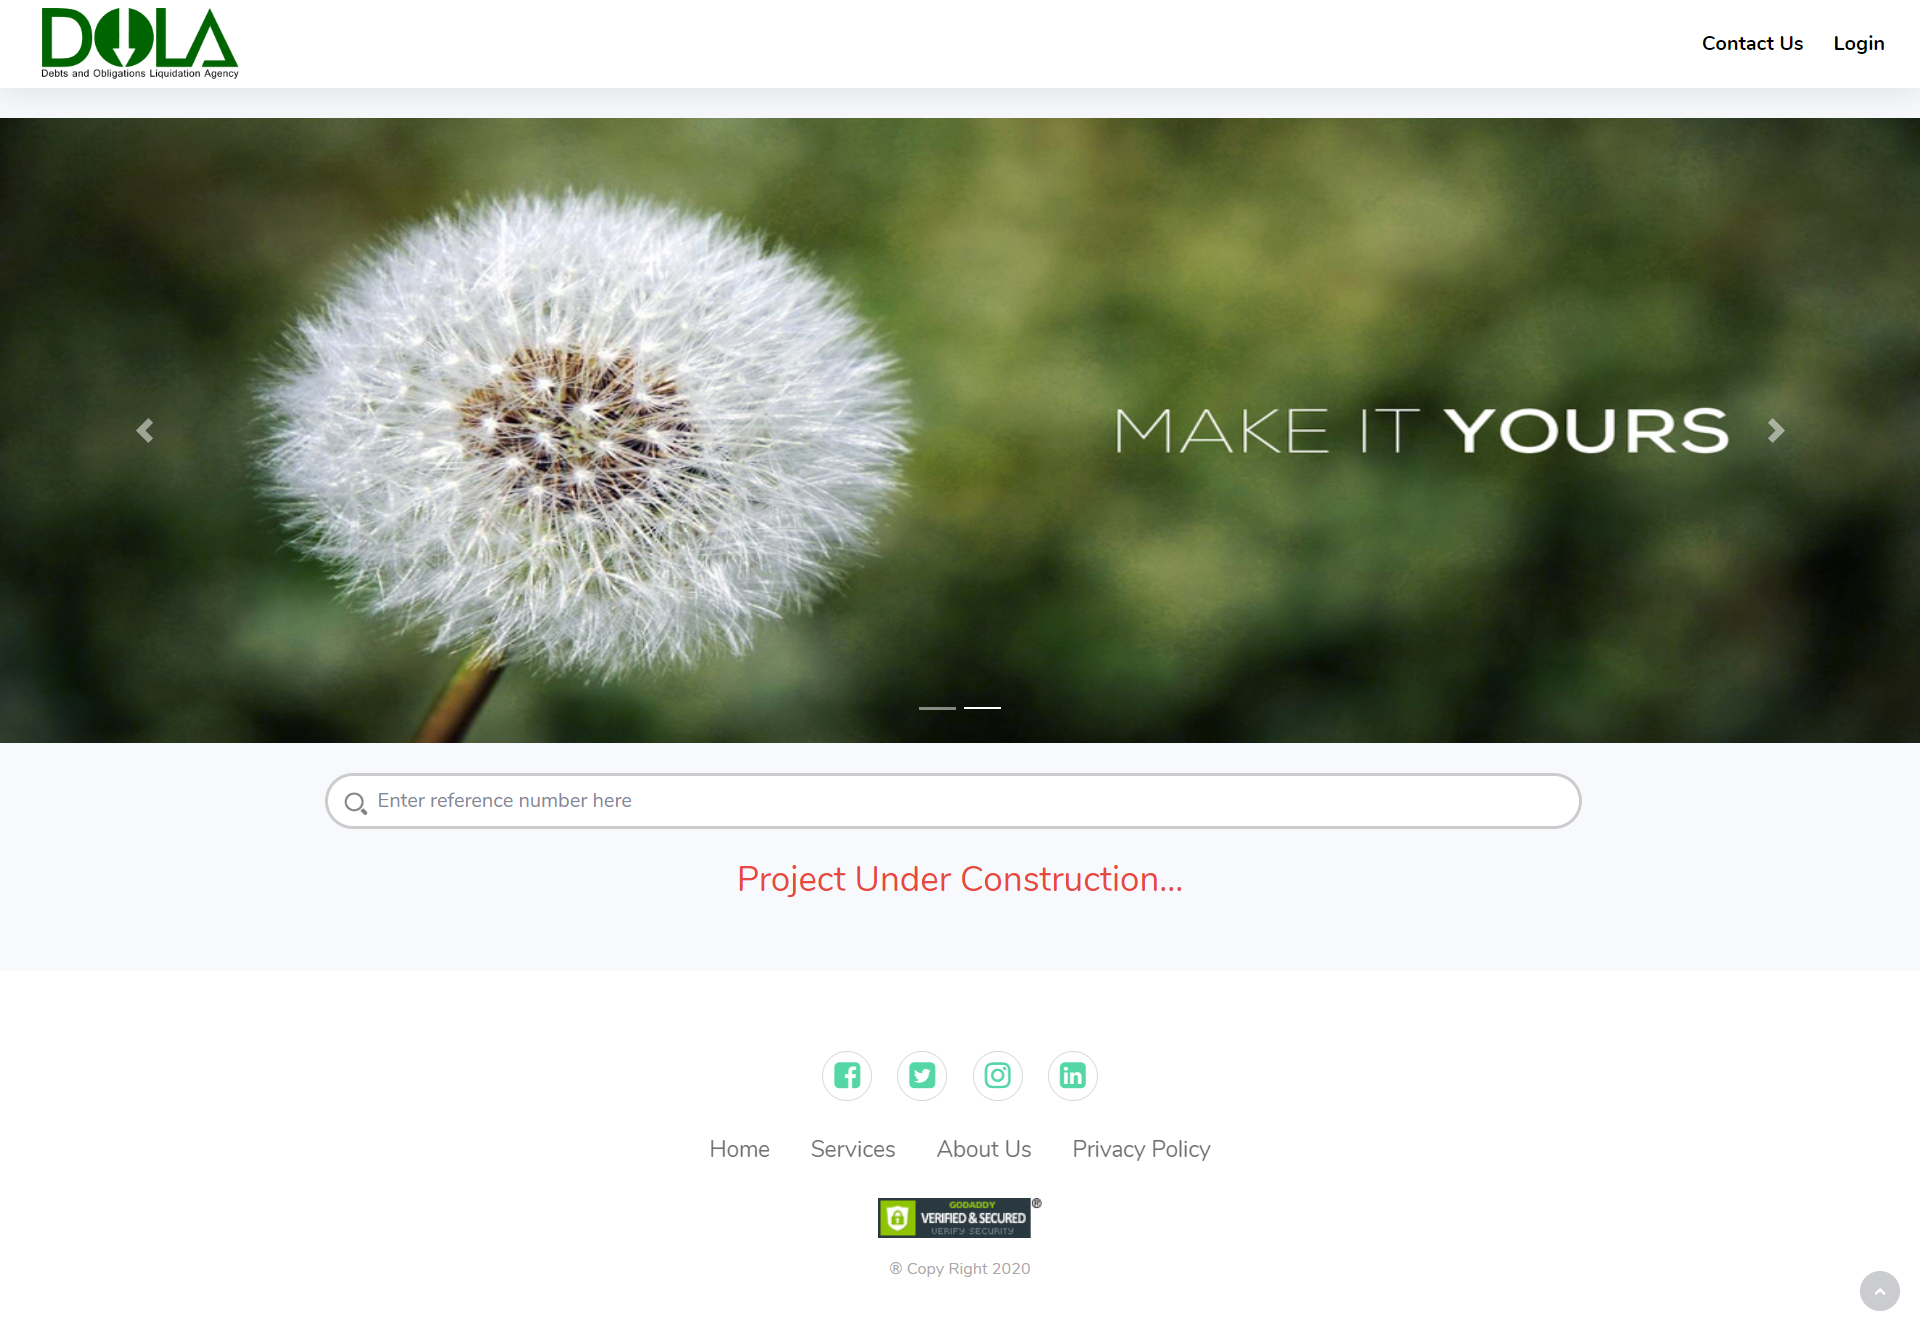 DOLA
Debts and Obligations Liquidation Agency
Contact Us
Login
MAKE IT YOURS
Enter reference number here
Project Under Construction...
Home
Services
About Us
Privacy Policy
GODADDY
VERIFIED & SECURED
VERIFY SECURITY
®
® Copy Right 2020